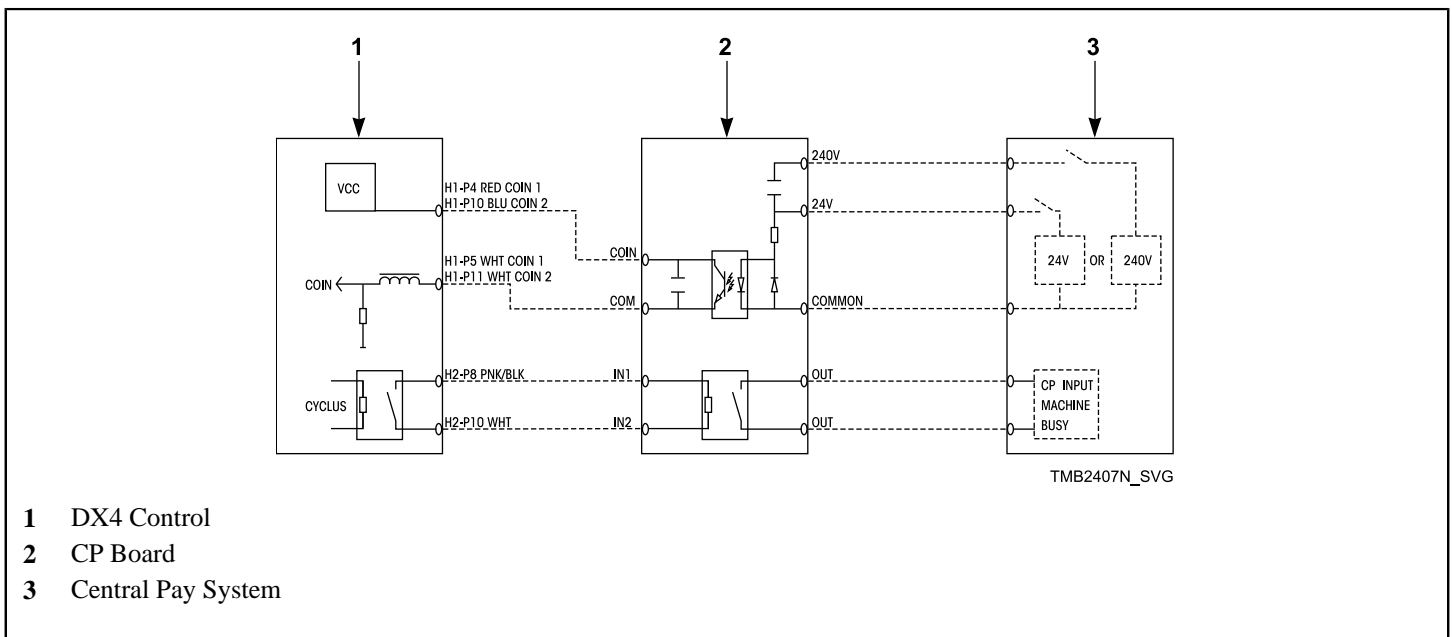 1
2
3
VCC
H1-P4 RED COIN 1
H1-P10 BLU COIN 2
COIN
H1-P5 WHT COIN 1
H1-P11 WHT COIN 2
CYCLUS
H2-P8 PNK/BLK
H2-P10 WHT
COIN
COM
IN1
IN2
240V
24V
COMMON
OUT
OUT
24V
OR
240V
CP INPUT
MACHINE
BUSY
TMB2407N_SVG
1 DX4 Control
2 CP Board
3 Central Pay System